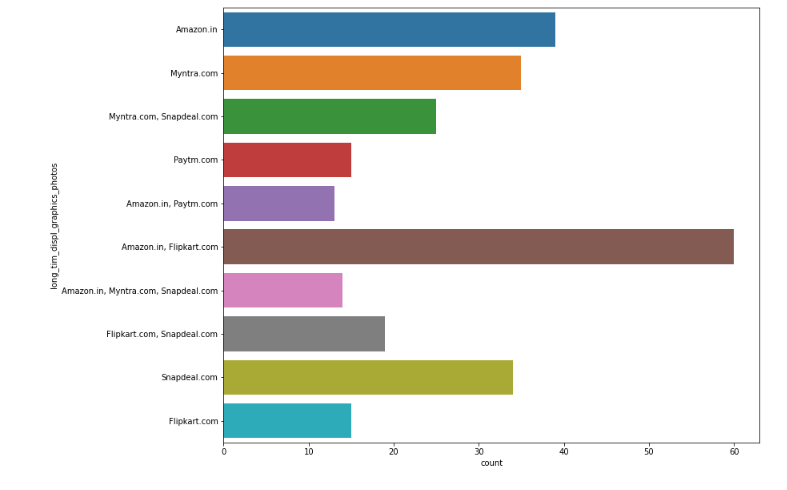 Amazon.in
Myntra.com
Myntra.com, Snapdeal.com
Paytm.com
Amazon.in, Paytm.com
Amazon.in, Flipkart.com
Amazon.in, Myntra.com, Snapdeal.com
Flipkart.com, Snapdeal.com
Snapdeal.com
Flipkart.com
long_tim_displ_graphics_photos
0 10 20 30 40 50 60
count